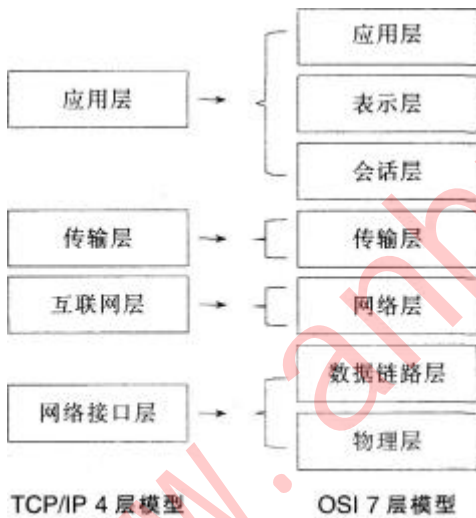 应用层
应用层
表示层
会话层
传输层
传输层
互联网层
网络层
数据链路层
网络接口层
物理层
TCP/IP 4 层模型
OSI 7 层模型
w.anh